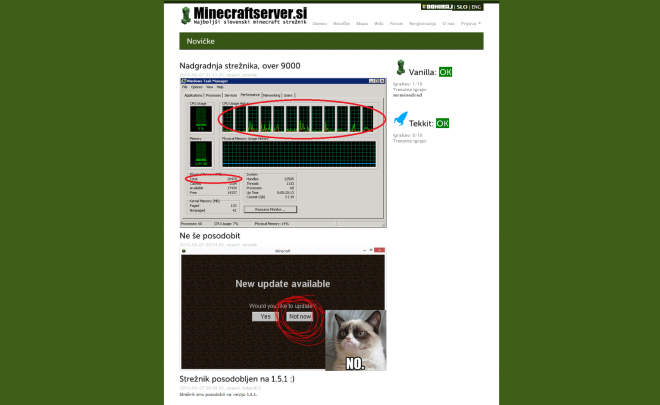 DONIRAJ | SLO | ENG
Minecraftserver.si
Najboljši slovenski minecraft strežnik
Domov Novičke Mapa Wiki Forum Registracija O nas Prijava
Novičke
Nadgradnja strežnika, over 9000
Vanilla: OK
Igralcev: 1/10
Trenutno igrajo:
Tekkit: OK
Igralcev: 0/10
Trenutno igrajo:
Windows Task Manager
File Options View Help
Applications Processes Services Performance Networking Users
CPU Usage CPU Usage History
Memory Physical Memory Usage History
Physical Memory (MB) System
Total Handles
Cached Threads
Available Processes
Free Up Time
Commit (GB)
Kernel Memory (MB)
Paged
Nonpaged
Resource Monitor...
Processes: 60 CPU Usage: 7% Physical Memory: 14%
Ne še posodobit
Minecraft
New update available
Would you like to update?
Yes Not now
NO.
Strežnik posodobljen na 1.5.1 :)
Strežnik smo posodobili na verzijo 1.5.1.